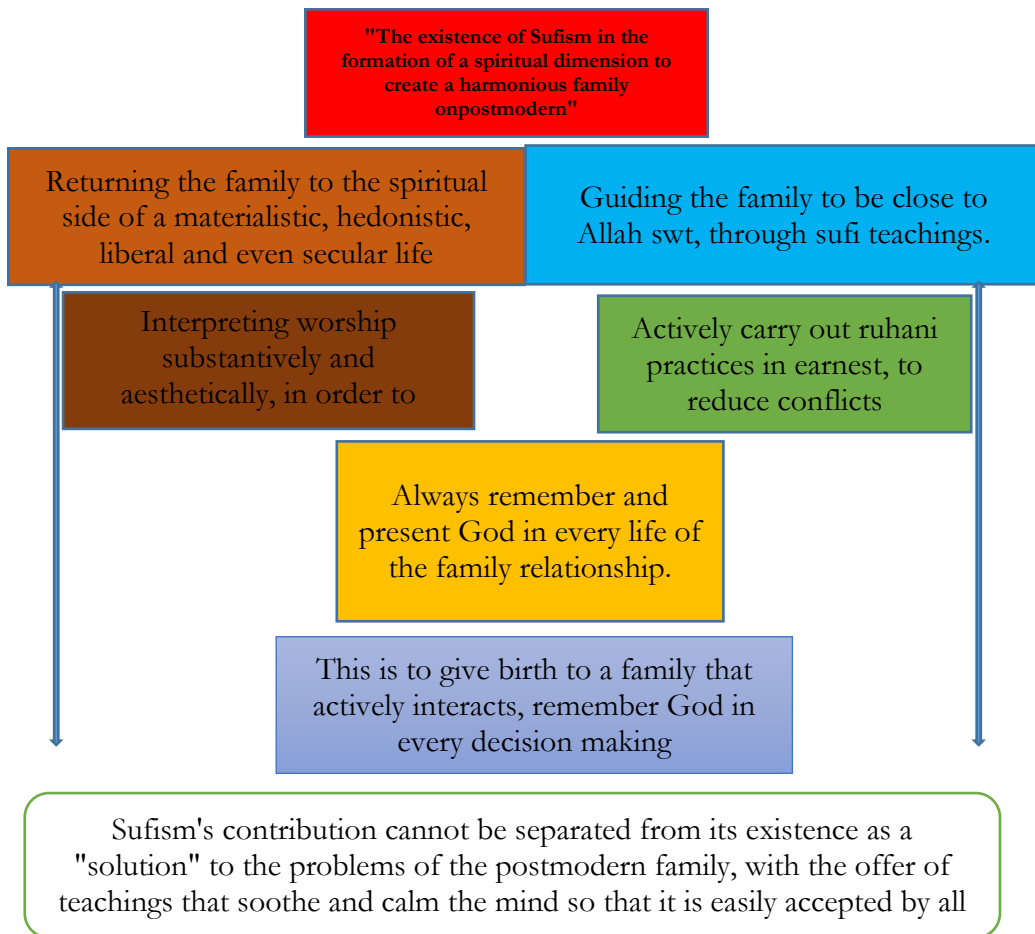 "The existence of Sufism in the
formation of a spiritual dimension to
create a harmonious family
onpostmodern"
Returning the family to the spiritual
side of a materialistic, hedonistic,
liberal and even secular life
Guiding the family to be close to
Allah swt, through sufi teachings.
Interpreting worship
substantively and
aesthetically, in order to
Actively carry out ruhani
practices in earnest, to
reduce conflicts
Always remember and
present God in every life of
the family relationship.
This is to give birth to a family that
actively interacts, remember God in
every decision making
Sufism's contribution cannot be separated from its existence as a
"solution" to the problems of the postmodern family, with the offer of
teachings that soothe and calm the mind so that it is easily accepted by all